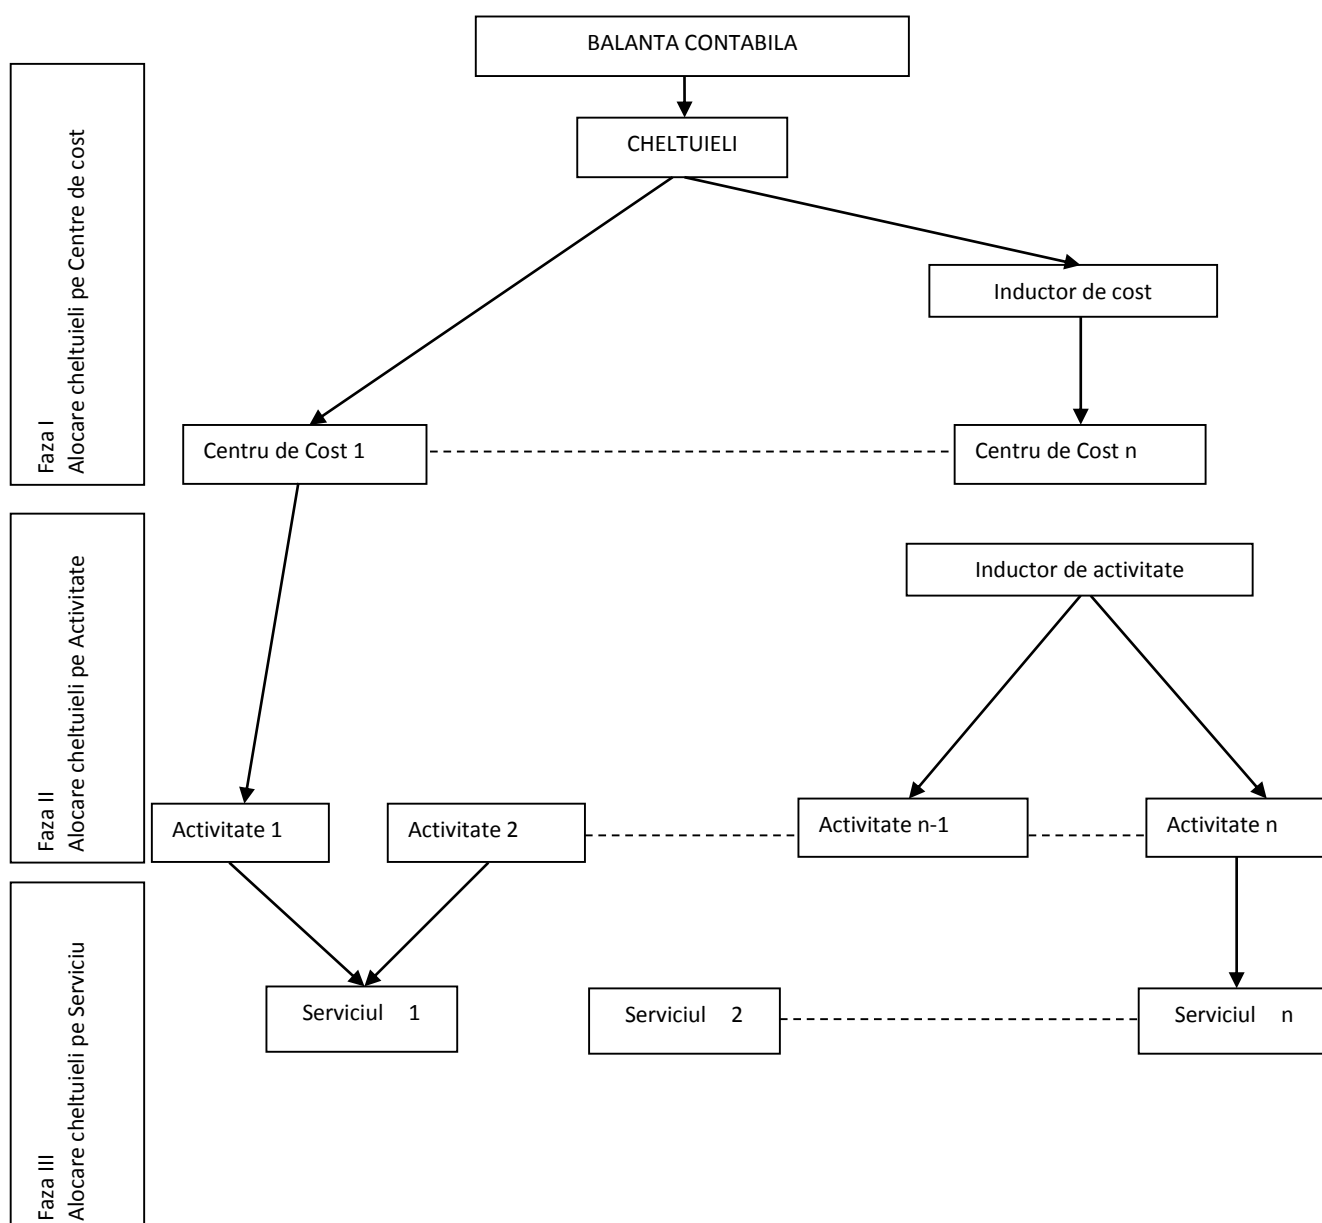 BALANTA CONTABILA
CHELTUIELI
Faza I
Alocare cheltuieli pe Centre de cost
Inductor de cost
Centru de Cost 1
Centru de Cost n
Faza II
Alocare cheltuieli pe Activitate
Inductor de activitate
Activitate 1
Activitate 2
Activitate n-1
Activitate n
Faza III
Alocare cheltuieli pe Serviciu
Serviciul 1
Serviciul 2
Serviciul n